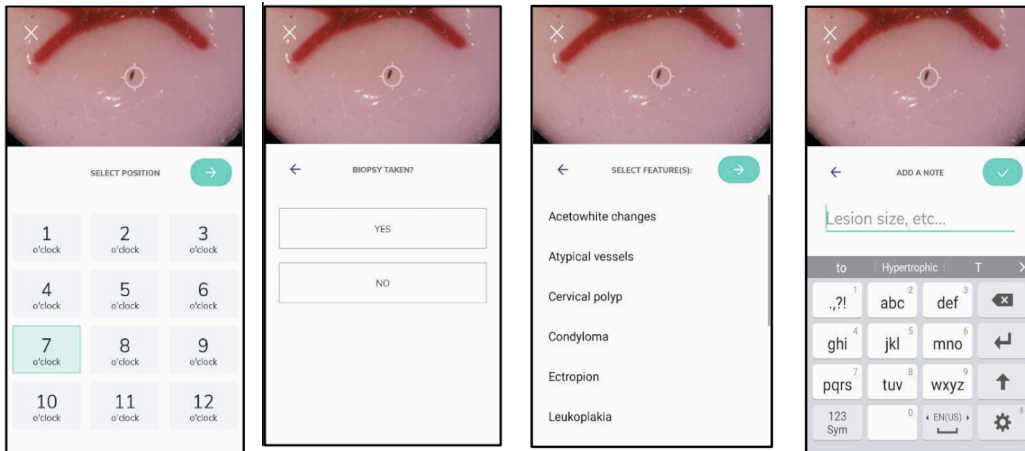 SELECT POSITION
1 2 3
o'clock o'clock o'clock
4 5 6
o'clock o'clock o'clock
7 8 9
o'clock o'clock o'clock
10 11 12
o'clock o'clock o'clock
BIOPSY TAKEN?
YES
NO
SELECT FEATURE(S):
Acetowhite changes
Atypical vessels
Cervical polyp
Condyloma
Ectropion
Leukoplakia
ADD A NOTE
Lesion size, etc...
to Hypertrophic T
1 2 3
.,?! abc def
4 5 6
ghi jkl mno
7 8 9
pqrs tuv wxyz
123 0 EN(US)
Sym